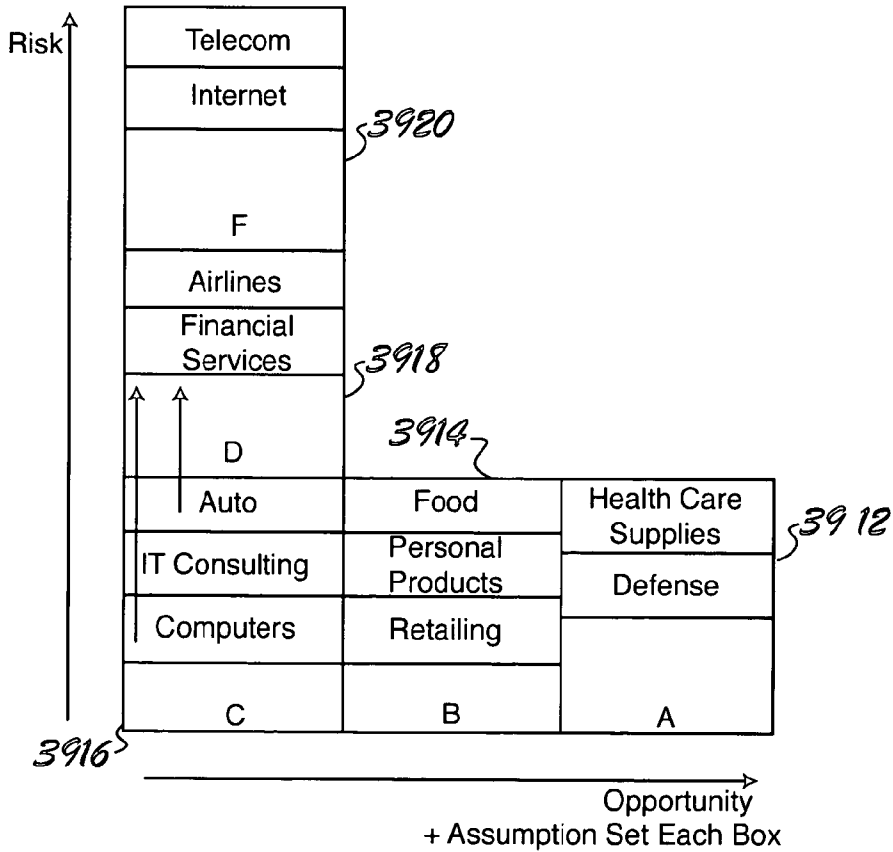 Risk
Telecom
Internet
3920
F
Airlines
Financial
Services
3918
D
3914
Auto
Food
Health Care
Supplies
3912
IT Consulting
Personal
Products
Defense
Computers
Retailing
C
B
A
3916
Opportunity
+ Assumption Set Each Box